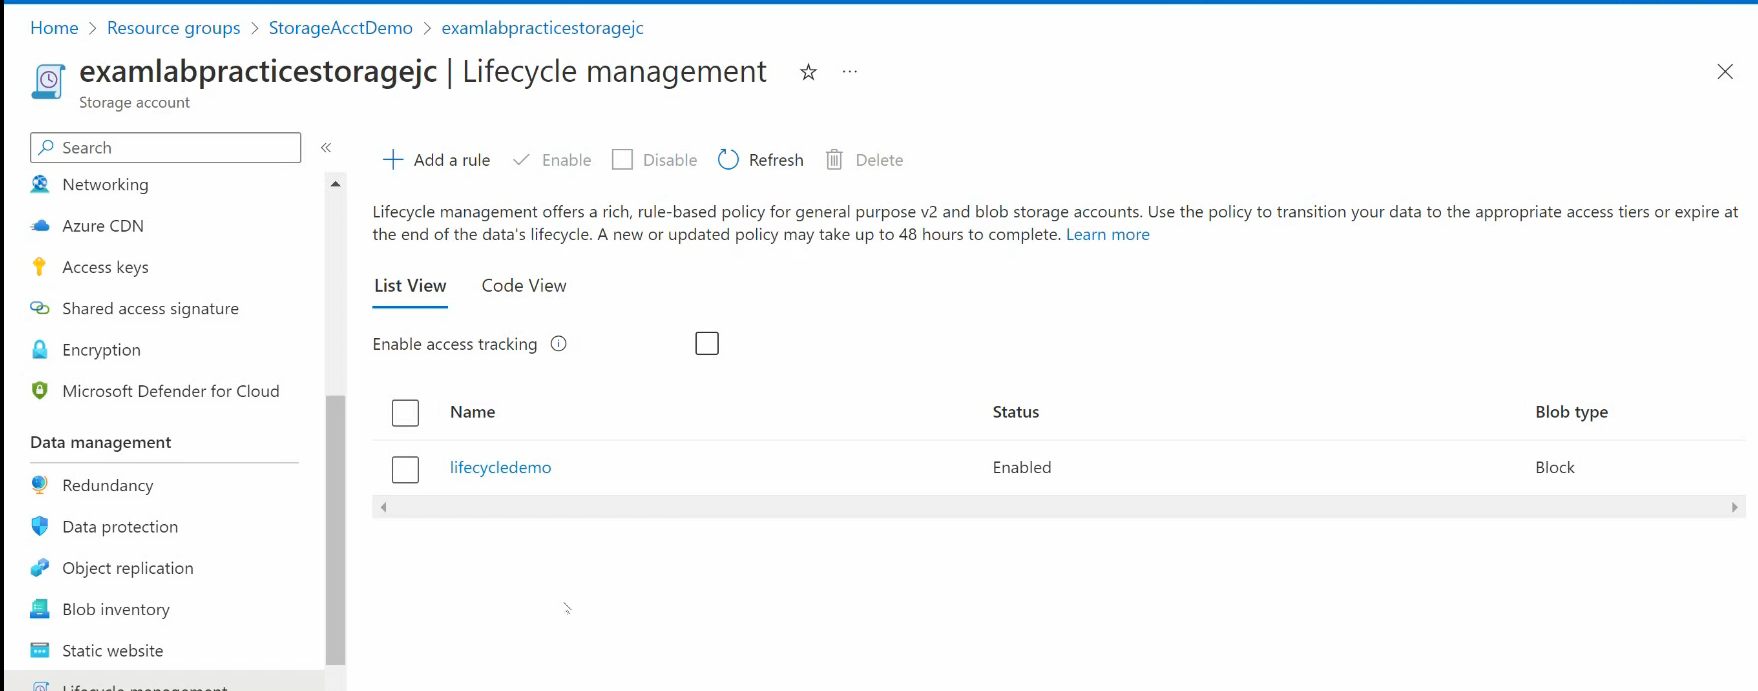 Home > Resource groups > StorageAcctDemo > examlabpracticestoragejc
examlabpracticestoragejc | Lifecycle management
Storage account
Search
Networking
Azure CDN
Access keys
Shared access signature
Encryption
Microsoft Defender for Cloud
Data management
Redundancy
Data protection
Object replication
Blob inventory
Static website
Lifecycle management
Add a rule Enable Disable Refresh Delete
Lifecycle management offers a rich, rule-based policy for general purpose v2 and blob storage accounts. Use the policy to transition your data to the appropriate access tiers or expire at
the end of the data's lifecycle. A new or updated policy may take up to 48 hours to complete. Learn more
List View Code View
Enable access tracking
Name Status Blob type
lifecycledemo Enabled Block